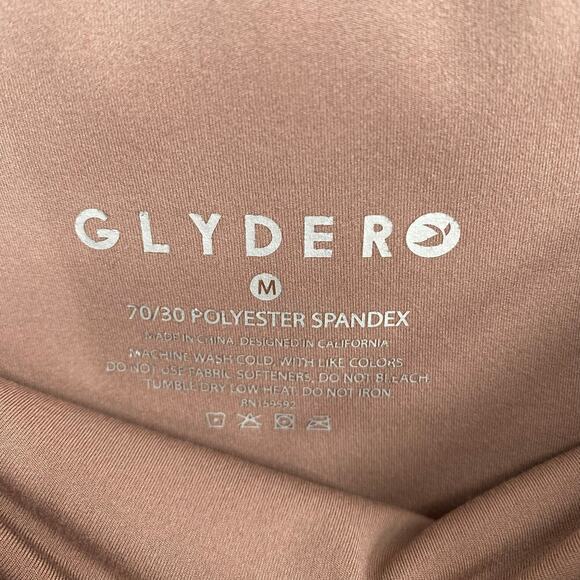 GLYDER
M
70/30 POLYESTER SPANDEX
MADE IN CHINA DESIGNED IN CALIFORNIA
MACHINE WASH COLD, WITH LIKE COLORS
DO NOT USE FABRIC SOFTENERS, DO NOT BLEACH
TUMBLE DRY LOW HEAT. DO NOT IRON